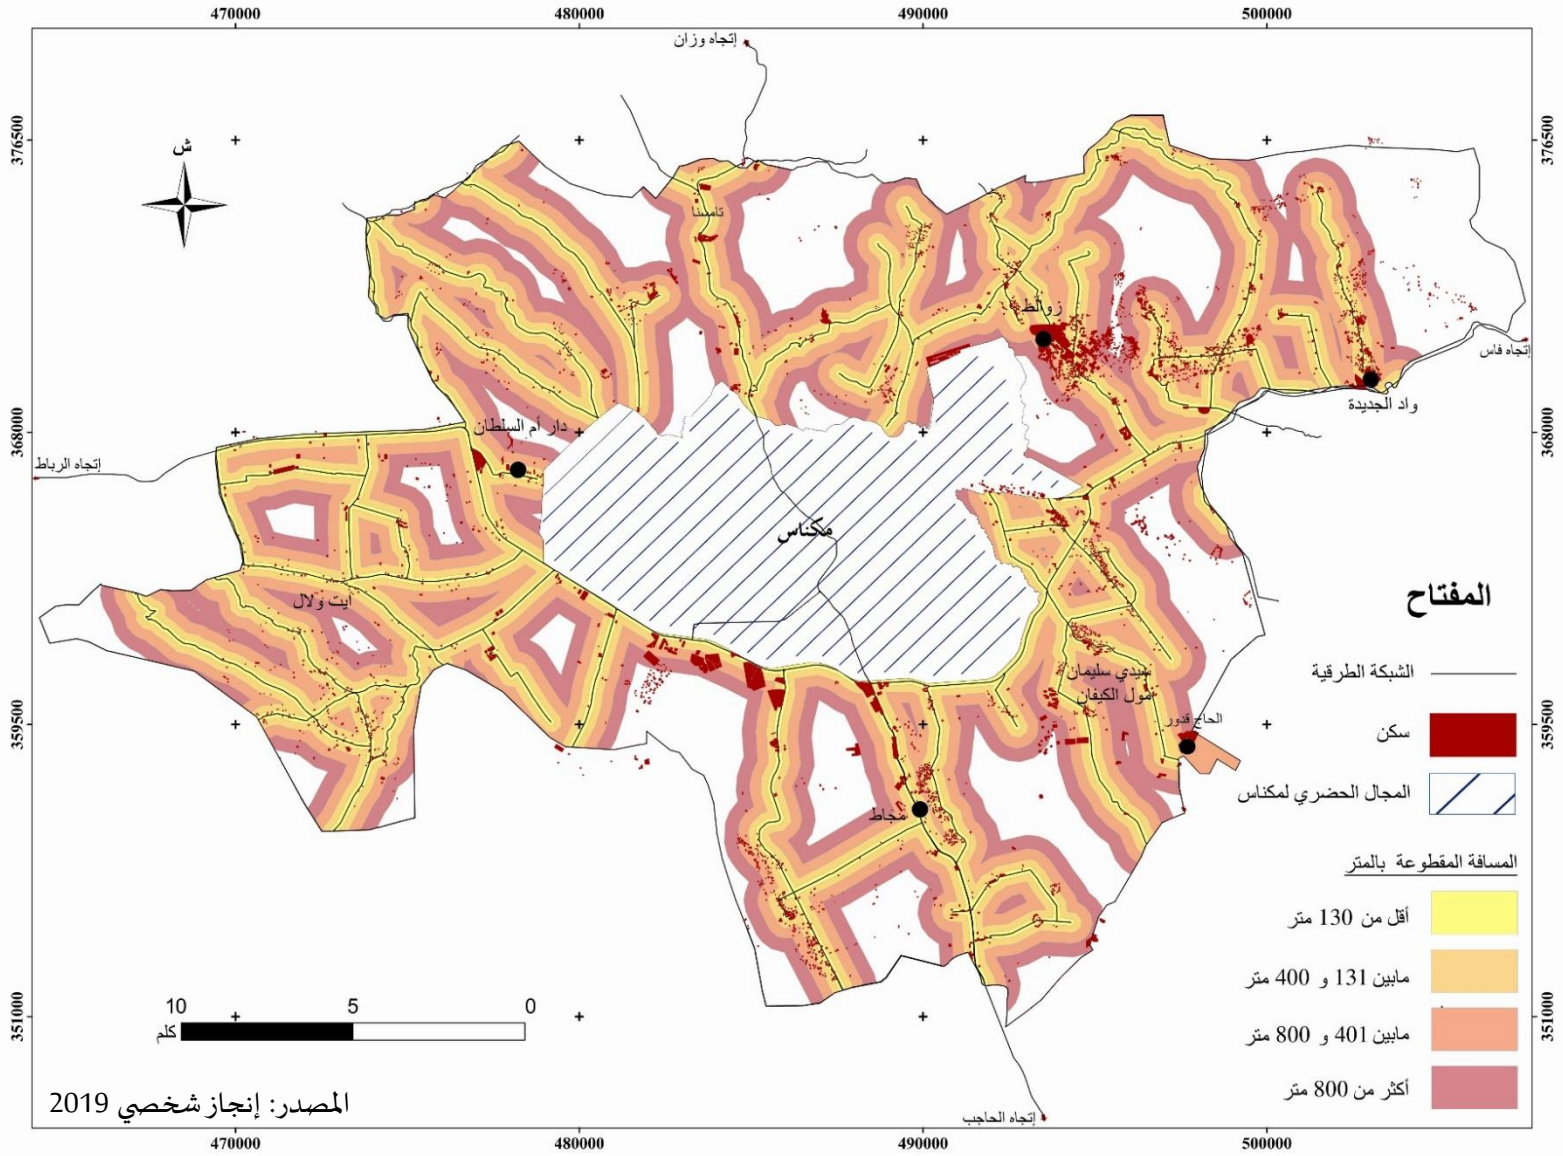 470000
480000
490000
500000
376500
376500
إتجاه وزان
ش
تامسنا
زوالط
إتجاه فاس
واد الجديدة
368000
368000
دار أم السلطان
إتجاه الرباط
مكناس
أيت ولال
المفتاح
الشبكة الطرقية
سكن
المجال الحضري لمكناس
سيدي سليمان
مول الكيفان
الحاج قدور
359500
359500
مجاط
المسافة المقطوعة بالمتر
أقل من 130 متر
مابين 131 و 400 متر
مابين 401 و 800 متر
أكثر من 800 متر
10 5 0
كلم
351000
351000
المصدر: إنجاز شخصي 2019
إتجاه الحاجب
470000
480000
490000
500000